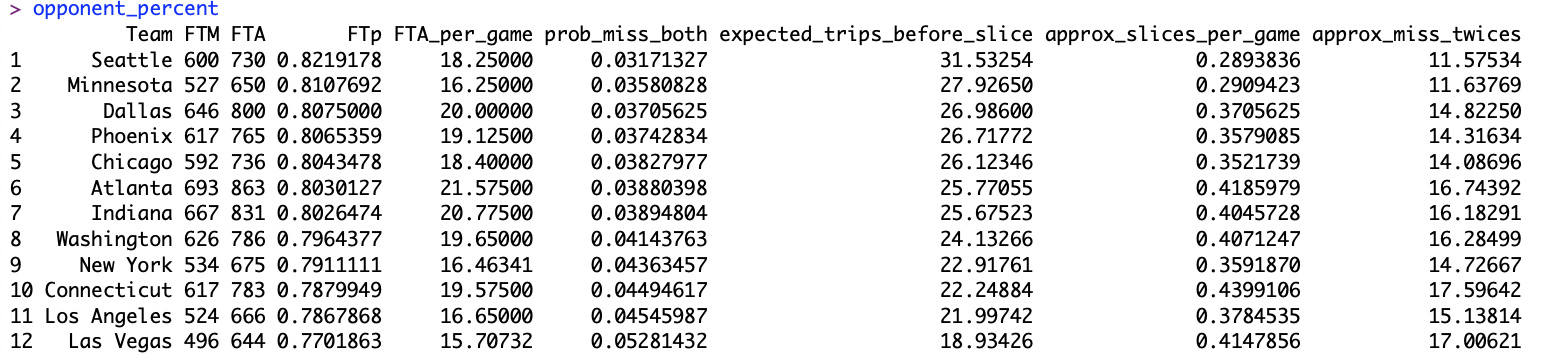 > opponent_percent
Team FTM FTA FTp FTA_per_game prob_miss_both expected_trips_before_slice approx_slices_per_game approx_miss_twices
1 Seattle 600 730 0.8219178 18.25000 0.03171327 31.53254 0.2893836 11.57534
2 Minnesota 527 650 0.8107692 16.25000 0.03580828 27.92650 0.2909423 11.63769
3 Dallas 646 800 0.8075000 20.00000 0.03705625 26.98600 0.3705625 14.82250
4 Phoenix 617 765 0.8065359 19.12500 0.03742834 26.71772 0.3579085 14.31634
5 Chicago 592 736 0.8043478 18.40000 0.03827977 26.12346 0.3521739 14.08696
6 Atlanta 693 863 0.8030127 21.57500 0.03880398 25.77055 0.4185979 16.74392
7 Indiana 667 831 0.8026474 20.77500 0.03894804 25.67523 0.4045728 16.18291
8 Washington 626 786 0.7964377 19.65000 0.04143763 24.13266 0.4071247 16.28499
9 New York 534 675 0.7911111 16.46341 0.04363457 22.91761 0.3591870 14.72667
10 Connecticut 617 783 0.7879949 19.57500 0.04494617 22.24884 0.4399106 17.59642
11 Los Angeles 524 666 0.7867868 16.65000 0.04545987 21.99742 0.3784535 15.13814
12 Las Vegas 496 644 0.7701863 15.70732 0.05281432 18.93426 0.4147856 17.00621